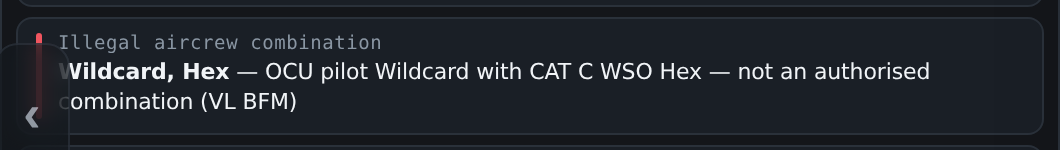 Illegal aircrew combination
Wildcard, Hex — OCU pilot Wildcard with CAT C WSO Hex — not an authorised
combination (VL BFM)